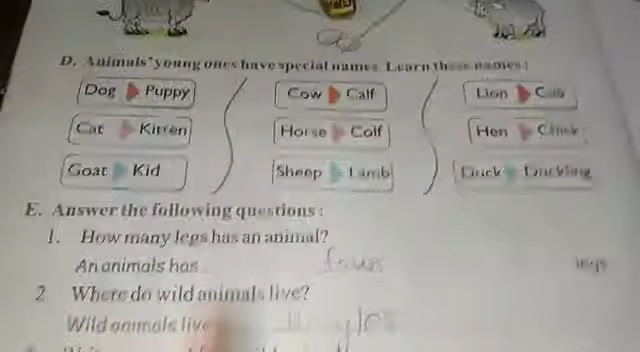 D. Animals' young ones have special names. Learn these names:
Dog Puppy Cow Calf Lion Cub
Cat Kitten Horse Colf Hen Chick
Goat Kid Sheep Lamb Duck Duckling
E. Answer the following questions:
1. How many legs has an animal?
An animals has fours legs
2 Where do wild animals live?
Wild animals live